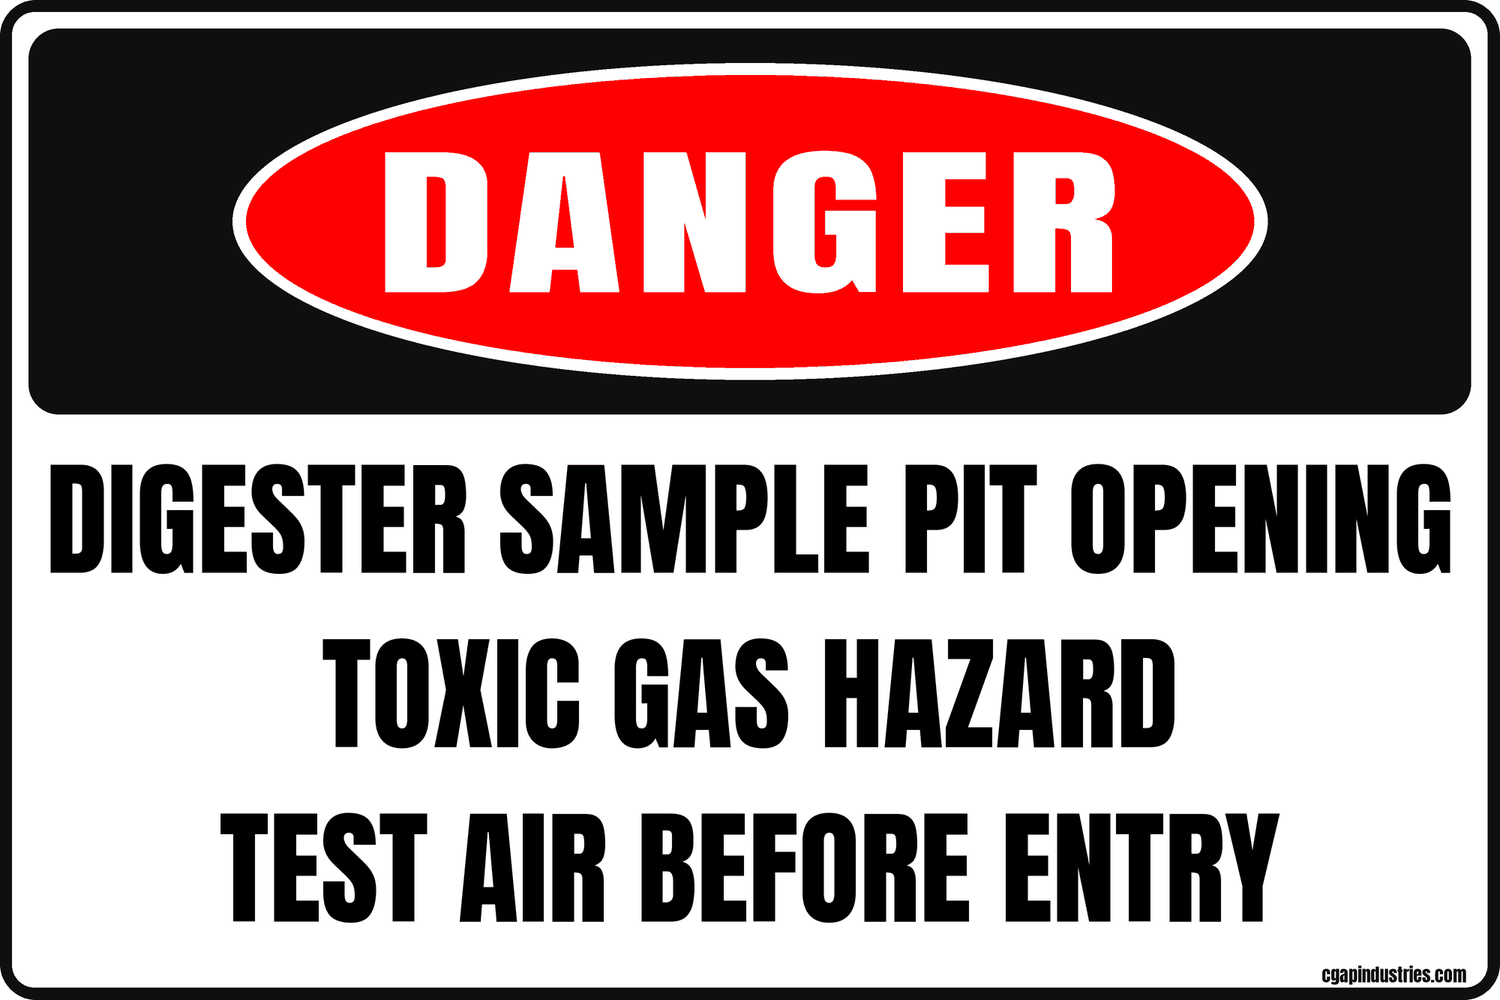 DANGER
DIGESTER SAMPLE PIT OPENING
TOXIC GAS HAZARD
TEST AIR BEFORE ENTRY
cgapindustries.com